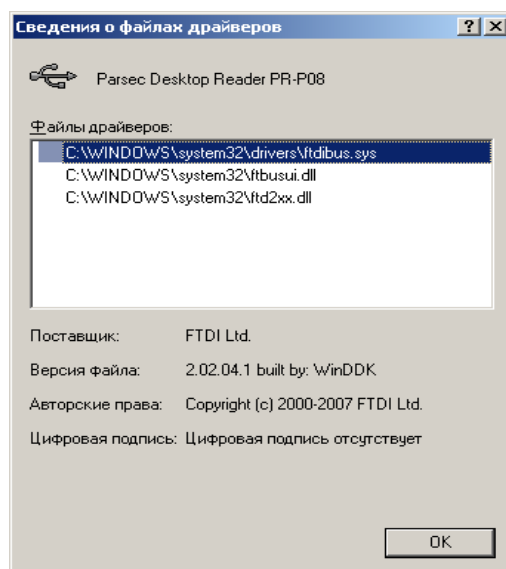 Сведения о файлах драйверов
Parsec Desktop Reader PR-P08
Файлы драйверов:
C:\WINDOWS\system32\drivers\ftdibus.sys
C:\WINDOWS\system32\ftbusui.dll
C:\WINDOWS\system32\ftd2xx.dll
Поставщик: FTDI Ltd.
Версия файла: 2.02.04.1 built by: WinDDK
Авторские права: Copyright (c) 2000-2007 FTDI Ltd.
Цифровая подпись: Цифровая подпись отсутствует
OK